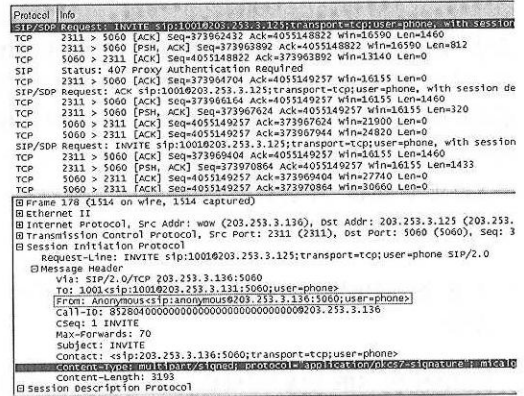 Protocol Info
SIP/SDP Request: INVITE sip:1001@203.253.3.125;transport=tcp;user=phone, with session
TCP 2311 > 5060 [ACK] Seq=373962432 Ack=4055148822 Win=16590 Len=1460
TCP 2311 > 5060 [PSH, ACK] Seq=373963892 Ack=4055148822 Win=16590 Len=812
TCP 5060 > 2311 [ACK] Seq=4055148822 Ack=373963892 Win=13140 Len=0
SIP Status: 407 Proxy Authentication Required
TCP 2311 > 5060 [ACK] Seq=373964704 Ack=4055149257 Win=16155 Len=0
SIP/SDP Request: ACK sip:1001@203.253.3.125;transport=tcp;user=phone, with session de
TCP 2311 > 5060 [ACK] Seq=373966164 Ack=4055149257 Win=16155 Len=1460
TCP 2311 > 5060 [PSH, ACK] Seq=373967624 Ack=4055149257 Win=16155 Len=320
TCP 5060 > 2311 [ACK] Seq=4055149257 Ack=373967624 Win=21900 Len=0
TCP 5060 > 2311 [ACK] Seq=4055149257 Ack=373967944 Win=24820 Len=0
SIP/SDP Request: INVITE sip:1001@203.253.3.125;transport=tcp;user=phone, with session
TCP 2311 > 5060 [ACK] Seq=373969404 Ack=4055149257 Win=16155 Len=1460
TCP 2311 > 5060 [PSH, ACK] Seq=373970864 Ack=4055149257 Win=16155 Len=1433
TCP 5060 > 2311 [ACK] Seq=4055149257 Ack=373969404 Win=27740 Len=0
TCP 5060 > 2311 [ACK] Seq=4055149257 Ack=373970864 Win=30660 Len=0
Frame 178 (1514 on wire, 1514 captured)
Ethernet II
Internet Protocol, Src Addr: wow (203.253.3.136), Dst Addr: 203.253.3.125 (203.253.
Transmission Control Protocol, Src Port: 2311 (2311), Dst Port: 5060 (5060), Seq: 3
Session Initiation Protocol
Request-Line: INVITE sip:1001@203.253.3.125;transport=tcp;user=phone SIP/2.0
Message Header
Via: SIP/2.0/TCP 203.253.3.136:5060
To: 1001<sip:1001@203.253.3.131:5060;user=phone>
From: Anonymous<sip:anonymous@203.253.3.136:5060;user=phone>
CSeq: 1 INVITE
Max-Forwards: 70
Subject: INVITE
Contact: <sip:203.253.3.136:5060;transport=tcp;user=phone>
Content-Type: multipart/signed; protocol="application/pkcs7-signature"; micalg
Content-Length: 3193
Session Description Protocol